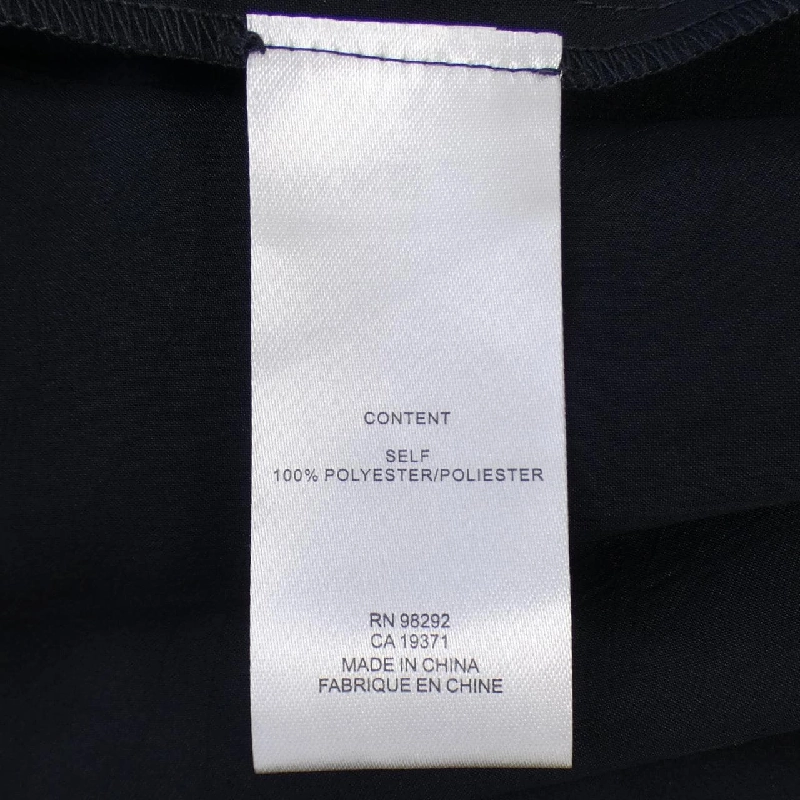 CONTENT
SELF
100% POLYESTER/POLIESTER
RN 98292
CA 19371
MADE IN CHINA
FABRIQUE EN CHINE